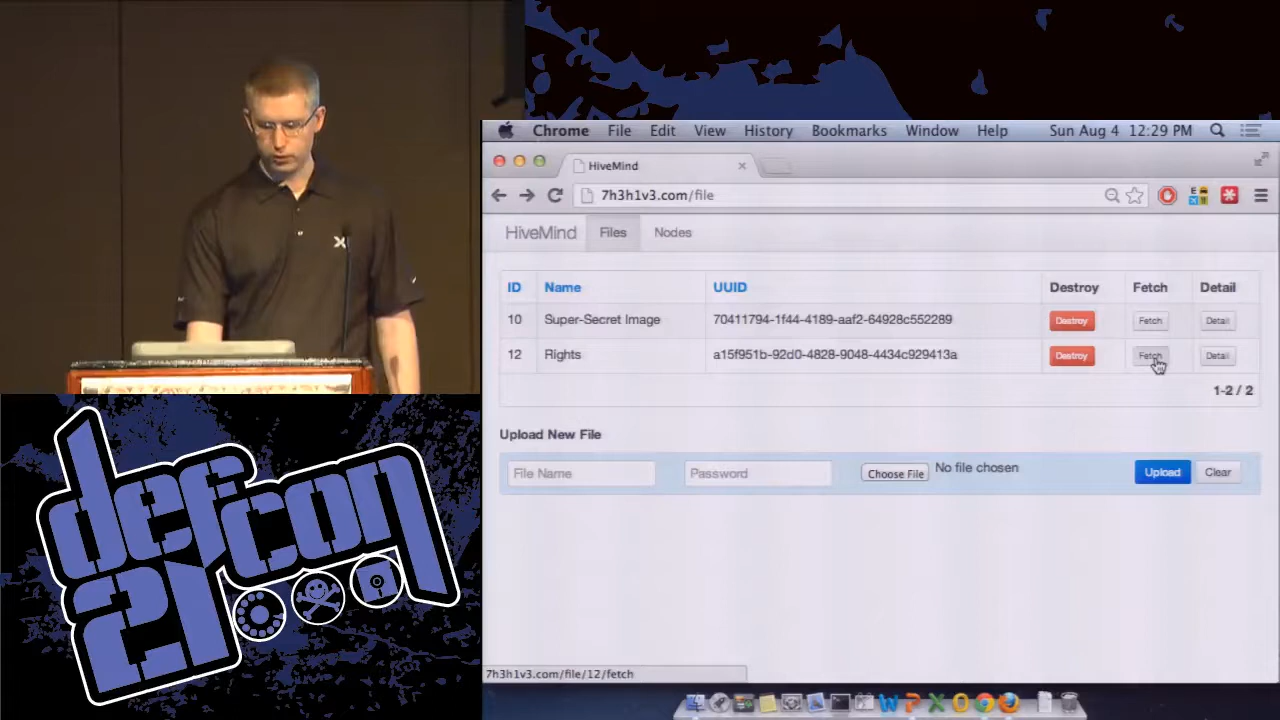 Chrome File Edit View History Bookmarks Window Help Sun Aug 4 12:29 PM
HiveMind
7h3h1v3.com/file
HiveMind Files Nodes
ID Name UUID Destroy Fetch Detail
10 Super-Secret Image 70411794-1f44-4189-aaf2-64928c552289 Destroy Fetch Detail
12 Rights a15f951b-92d0-4828-9048-4434c929413a Destroy Fetch Detail
1-2 / 2
Upload New File
File Name Password Choose File No file chosen Upload Clear
7h3h1v3.com/file/12/fetch
defcon
21